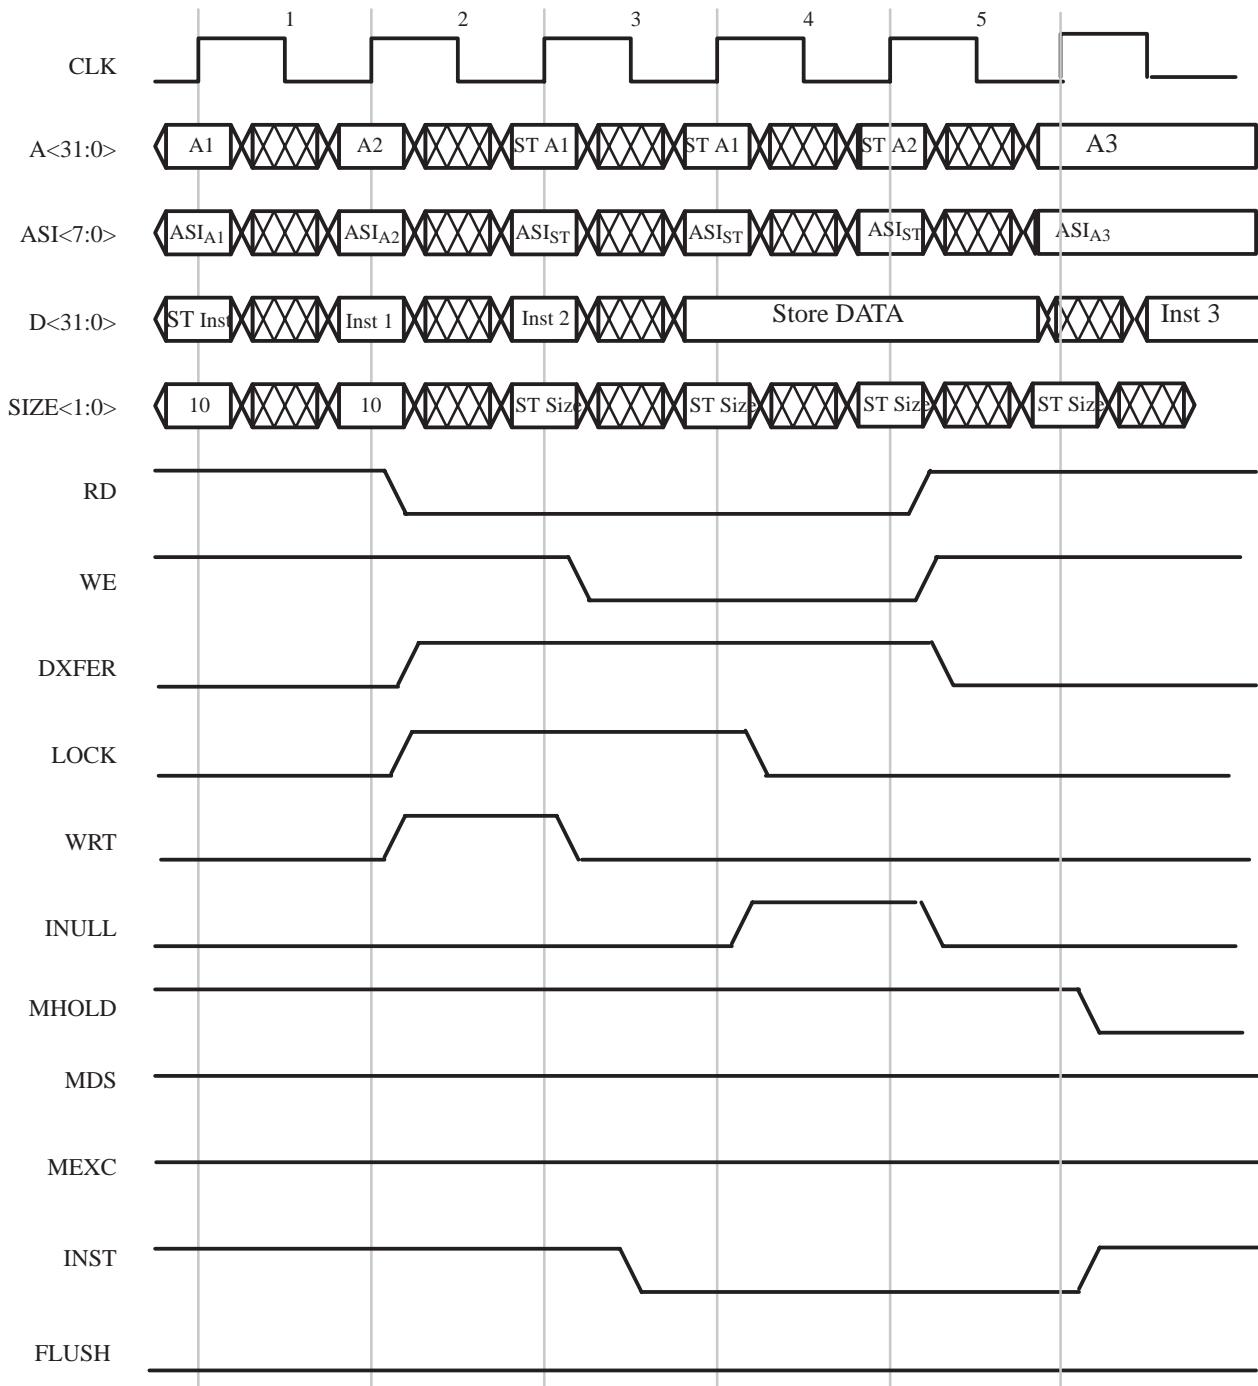 1 2 3 4 5
CLK
A<31:0> A1 A2 ST A1 ST A1 ST A2 A3
ASI<7:0> ASIA1 ASIA2 ASIST ASIST ASIST ASIA3
D<31:0> ST Inst Inst 1 Inst 2 Store DATA Inst 3
SIZE<1:0> 10 10 ST Size ST Size ST Size ST Size
RD
WE
DXFER
LOCK
WRT
INULL
MHOLD
MDS
MEXC
INST
FLUSH